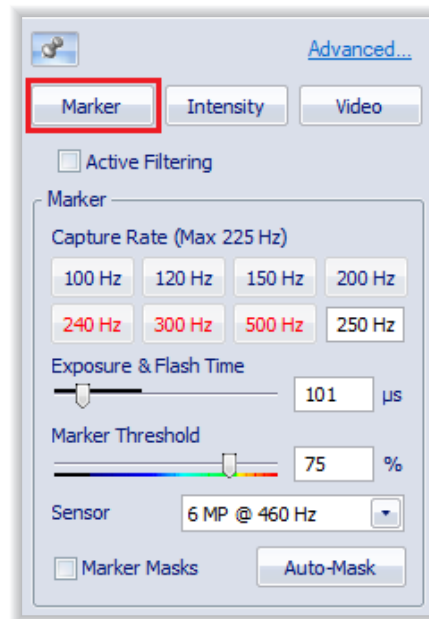 Advanced...
Marker Intensity Video
Active Filtering
Marker
Capture Rate (Max 225 Hz)
100 Hz 120 Hz 150 Hz 200 Hz
240 Hz 300 Hz 500 Hz 250 Hz
Exposure & Flash Time
101 µs
Marker Threshold
75 %
Sensor 6 MP @ 460 Hz
Marker Masks Auto-Mask